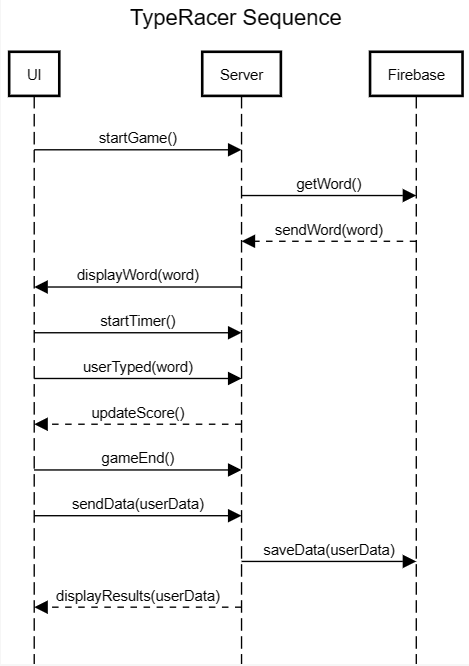 TypeRacer Sequence
UI
Server
Firebase
startGame()
getWord()
sendWord(word)
displayWord(word)
startTimer()
userTyped(word)
updateScore()
gameEnd()
sendData(userData)
saveData(userData)
displayResults(userData)